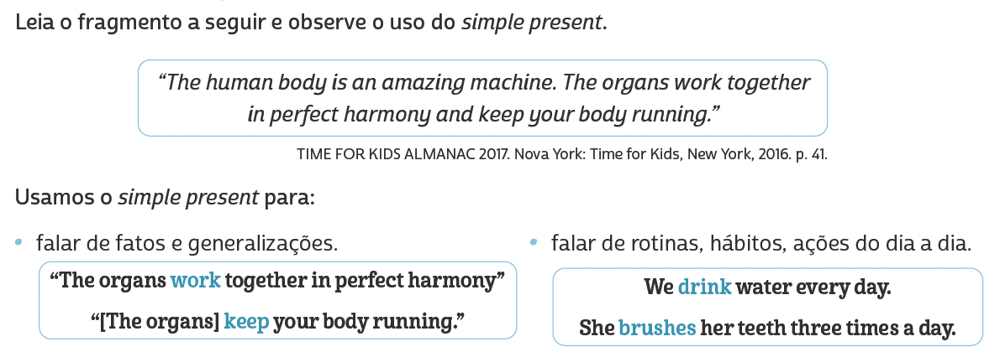 Leia o fragmento a seguir e observe o uso do simple present.
“The human body is an amazing machine. The organs work together
in perfect harmony and keep your body running.”
TIME FOR KIDS ALMANAC 2017. Nova York: Time for Kids, New York, 2016. p. 41.
Usamos o simple present para:
• falar de fatos e generalizações.
“The organs work together in perfect harmony”
“[The organs] keep your body running.”
• falar de rotinas, hábitos, ações do dia a dia.
We drink water every day.
She brushes her teeth three times a day.